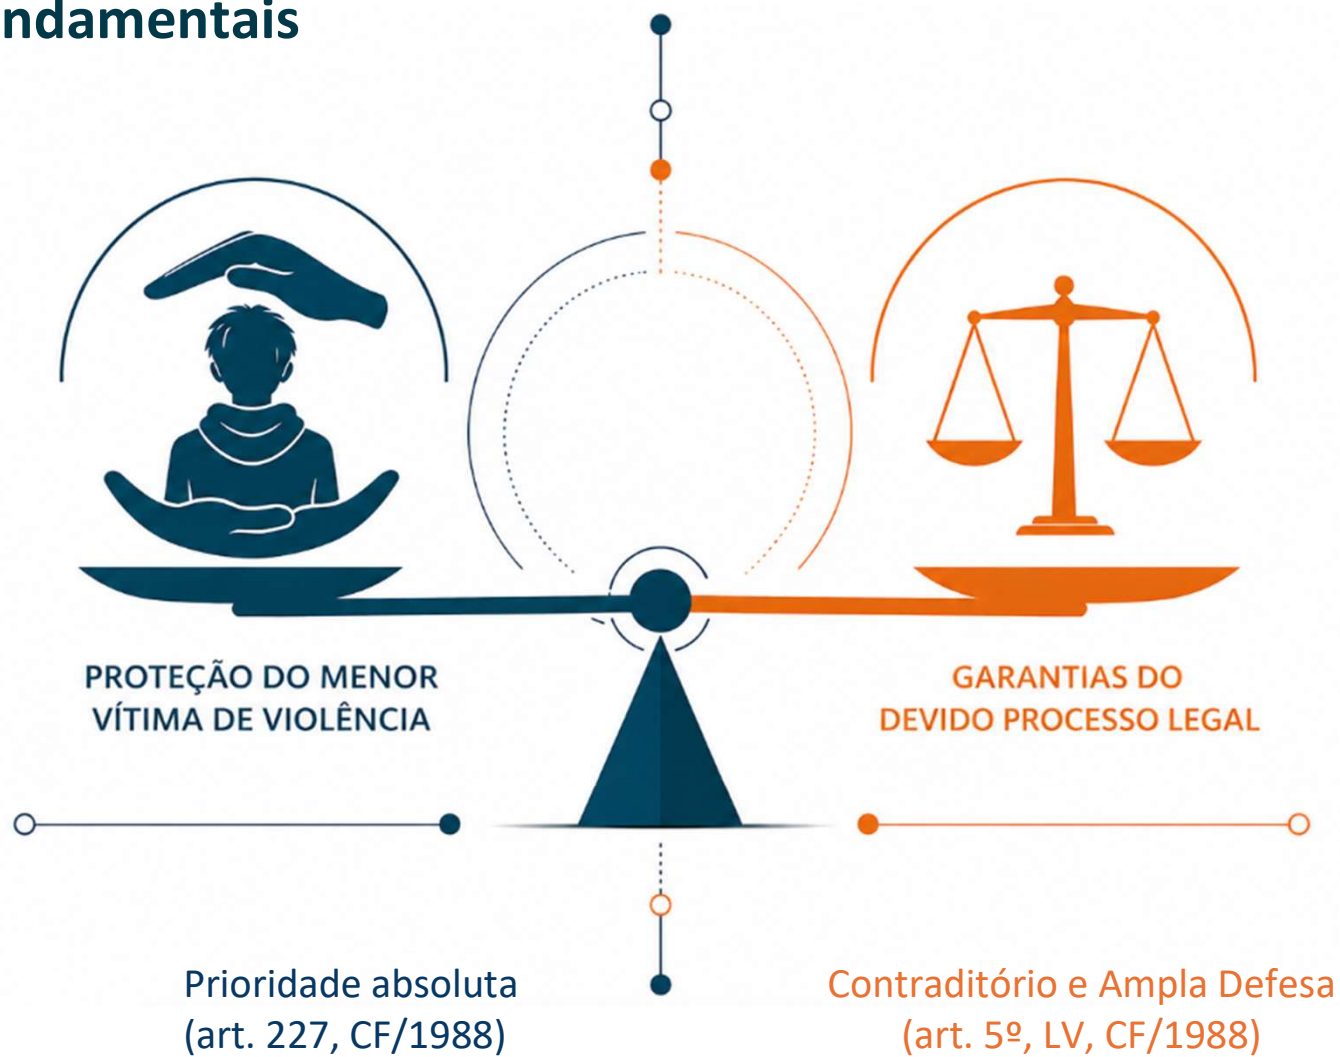 ndamentais
PROTEÇÃO DO MENOR
VÍTIMA DE VIOLÊNCIA
GARANTIAS DO
DEVIDO PROCESSO LEGAL
Prioridade absoluta
(art. 227, CF/1988)
Contraditório e Ampla Defesa
(art. 5º, LV, CF/1988)